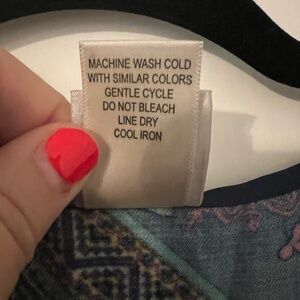 MACHINE WASH COLD
WITH SIMILAR COLORS
GENTLE CYCLE
DO NOT BLEACH
LINE DRY
COOL IRON